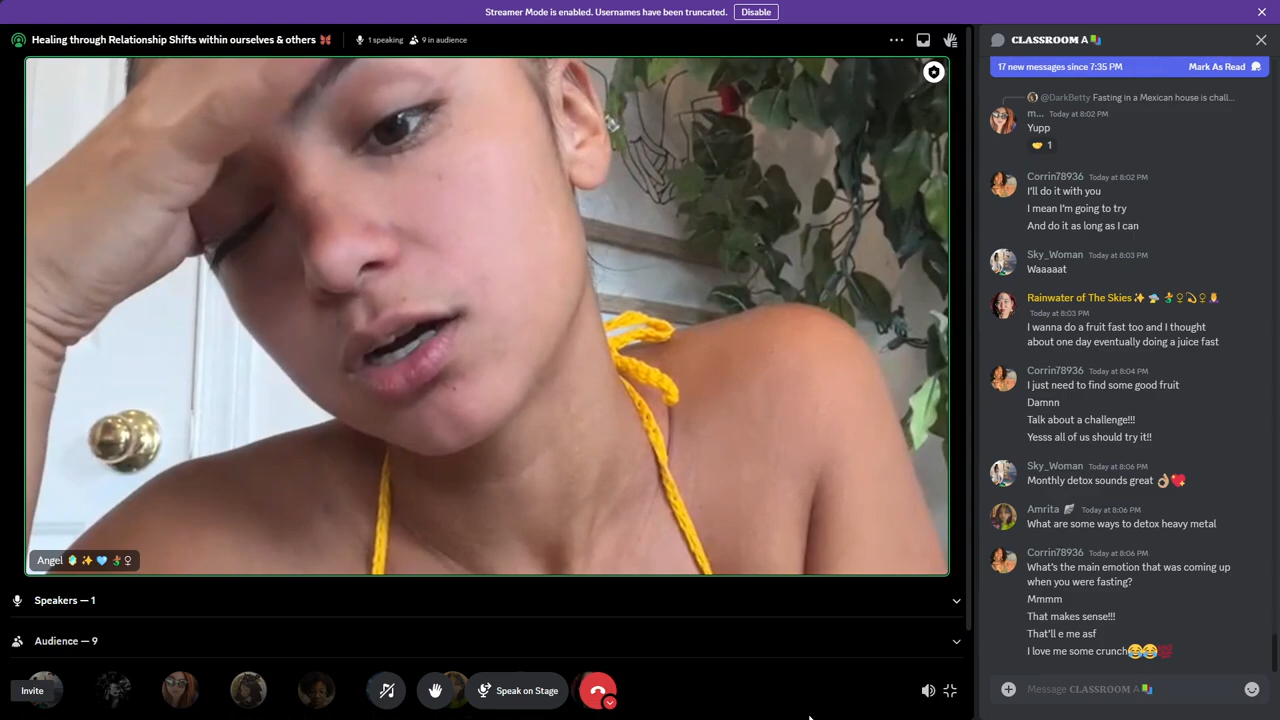 Streamer Mode is enabled. Usernames have been truncated. Disable
Healing through Relationship Shifts within ourselves & others 🦋 1 speaking 9 in audience
Angel
Speakers — 1
Audience — 9
Invite
Speak on Stage
CLASSROOM A
17 new messages since 7:35 PM Mark As Read
@DarkBetty Fasting in a Mexican house is chall...
m... Today at 8:02 PM
Yupp
1
Corrin78936 Today at 8:02 PM
I'll do it with you
I mean I'm going to try
And do it as long as I can
Sky_Woman Today at 8:03 PM
Waaaaat
Rainwater of The Skies
Today at 8:03 PM
I wanna do a fruit fast too and I thought
about one day eventually doing a juice fast
Corrin78936 Today at 8:04 PM
I just need to find some good fruit
Damnn
Talk about a challenge!!!
Yesss all of us should try it!!
Sky_Woman Today at 8:06 PM
Monthly detox sounds great 👌🏼💖
Amrita Today at 8:06 PM
What are some ways to detox heavy metal
Corrin78936 Today at 8:06 PM
What's the main emotion that was coming up
when you were fasting?
Mmmm
That makes sense!!!
That'll e me asf
I love me some crunch😂😂💯
Message CLASSROOM A